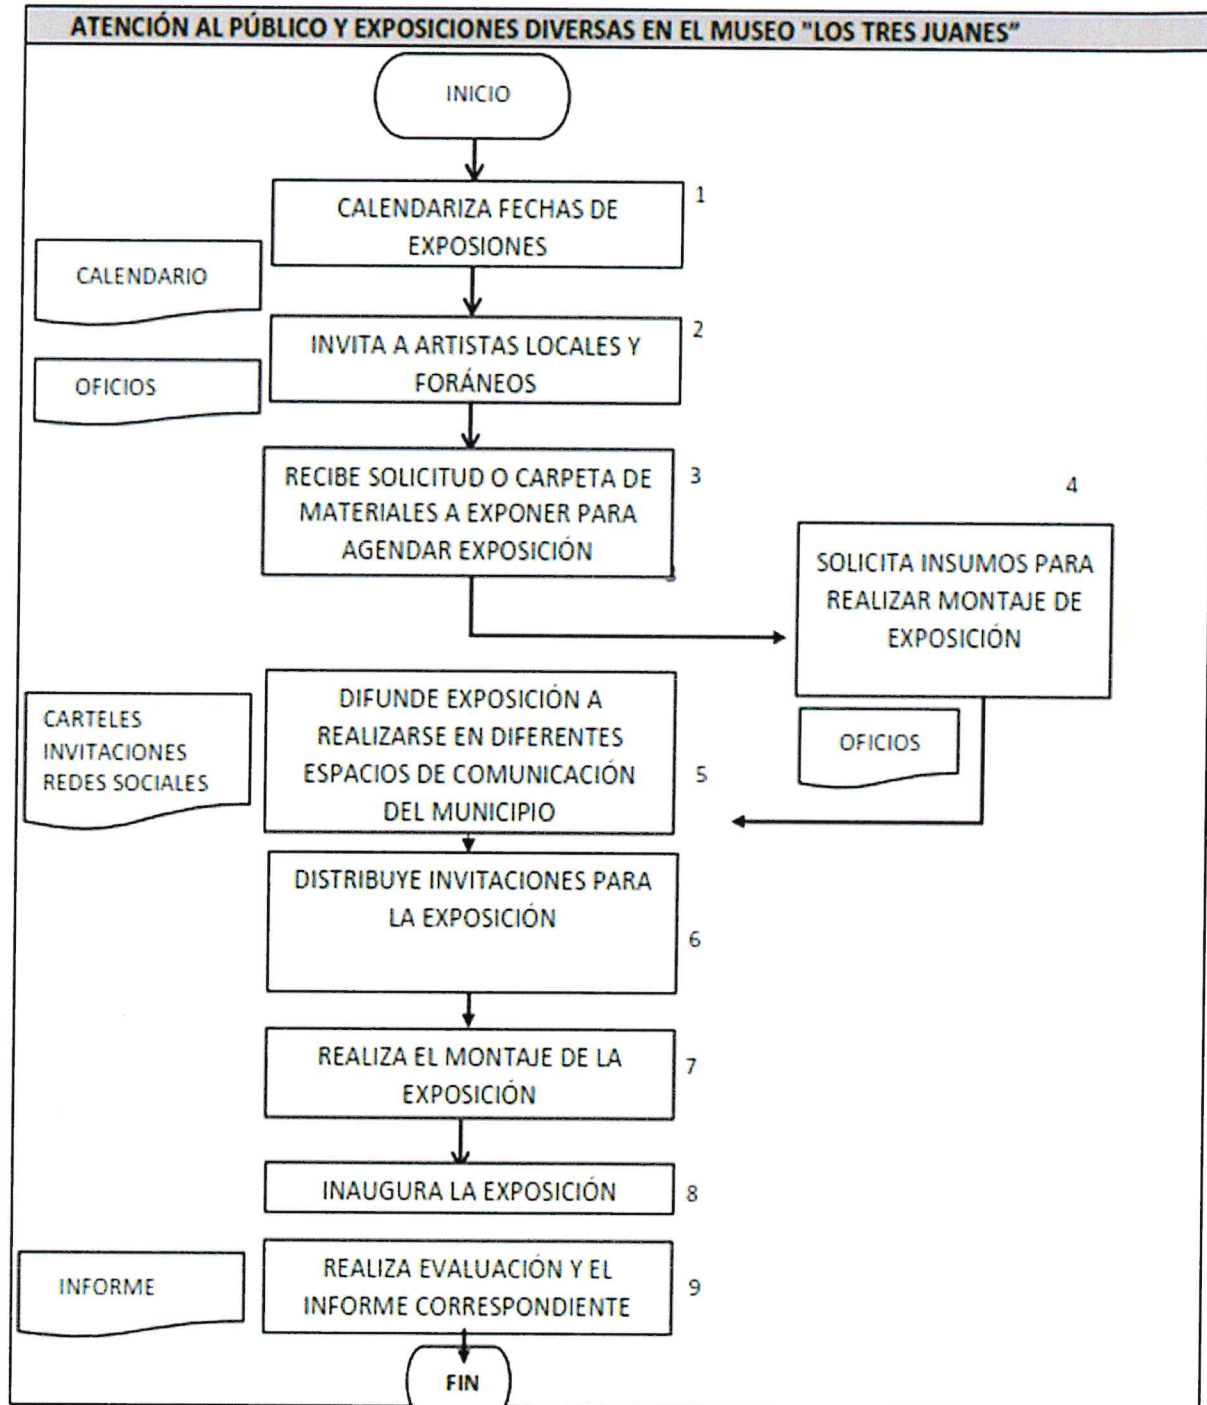 ATENCIÓN AL PÚBLICO Y EXPOSICIONES DIVERSAS EN EL MUSEO "LOS TRES JUANES"
INICIO
1
CALENDARIZA FECHAS DE
EXPOSIONES
CALENDARIO
2
INVITA A ARTISTAS LOCALES Y
FORÁNEOS
OFICIOS
3
RECIBE SOLICITUD O CARPETA DE
MATERIALES A EXPONER PARA
AGENDAR EXPOSICIÓN
4
SOLICITA INSUMOS PARA
REALIZAR MONTAJE DE
EXPOSICIÓN
OFICIOS
DIFUNDE EXPOSICIÓN A
REALIZARSE EN DIFERENTES
ESPACIOS DE COMUNICACIÓN
DEL MUNICIPIO
5
CARTELES
INVITACIONES
REDES SOCIALES
DISTRIBUYE INVITACIONES PARA
LA EXPOSICIÓN
6
REALIZA EL MONTAJE DE LA
EXPOSICIÓN
7
INAUGURA LA EXPOSICIÓN
8
REALIZA EVALUACIÓN Y EL
INFORME CORRESPONDIENTE
9
INFORME
FIN